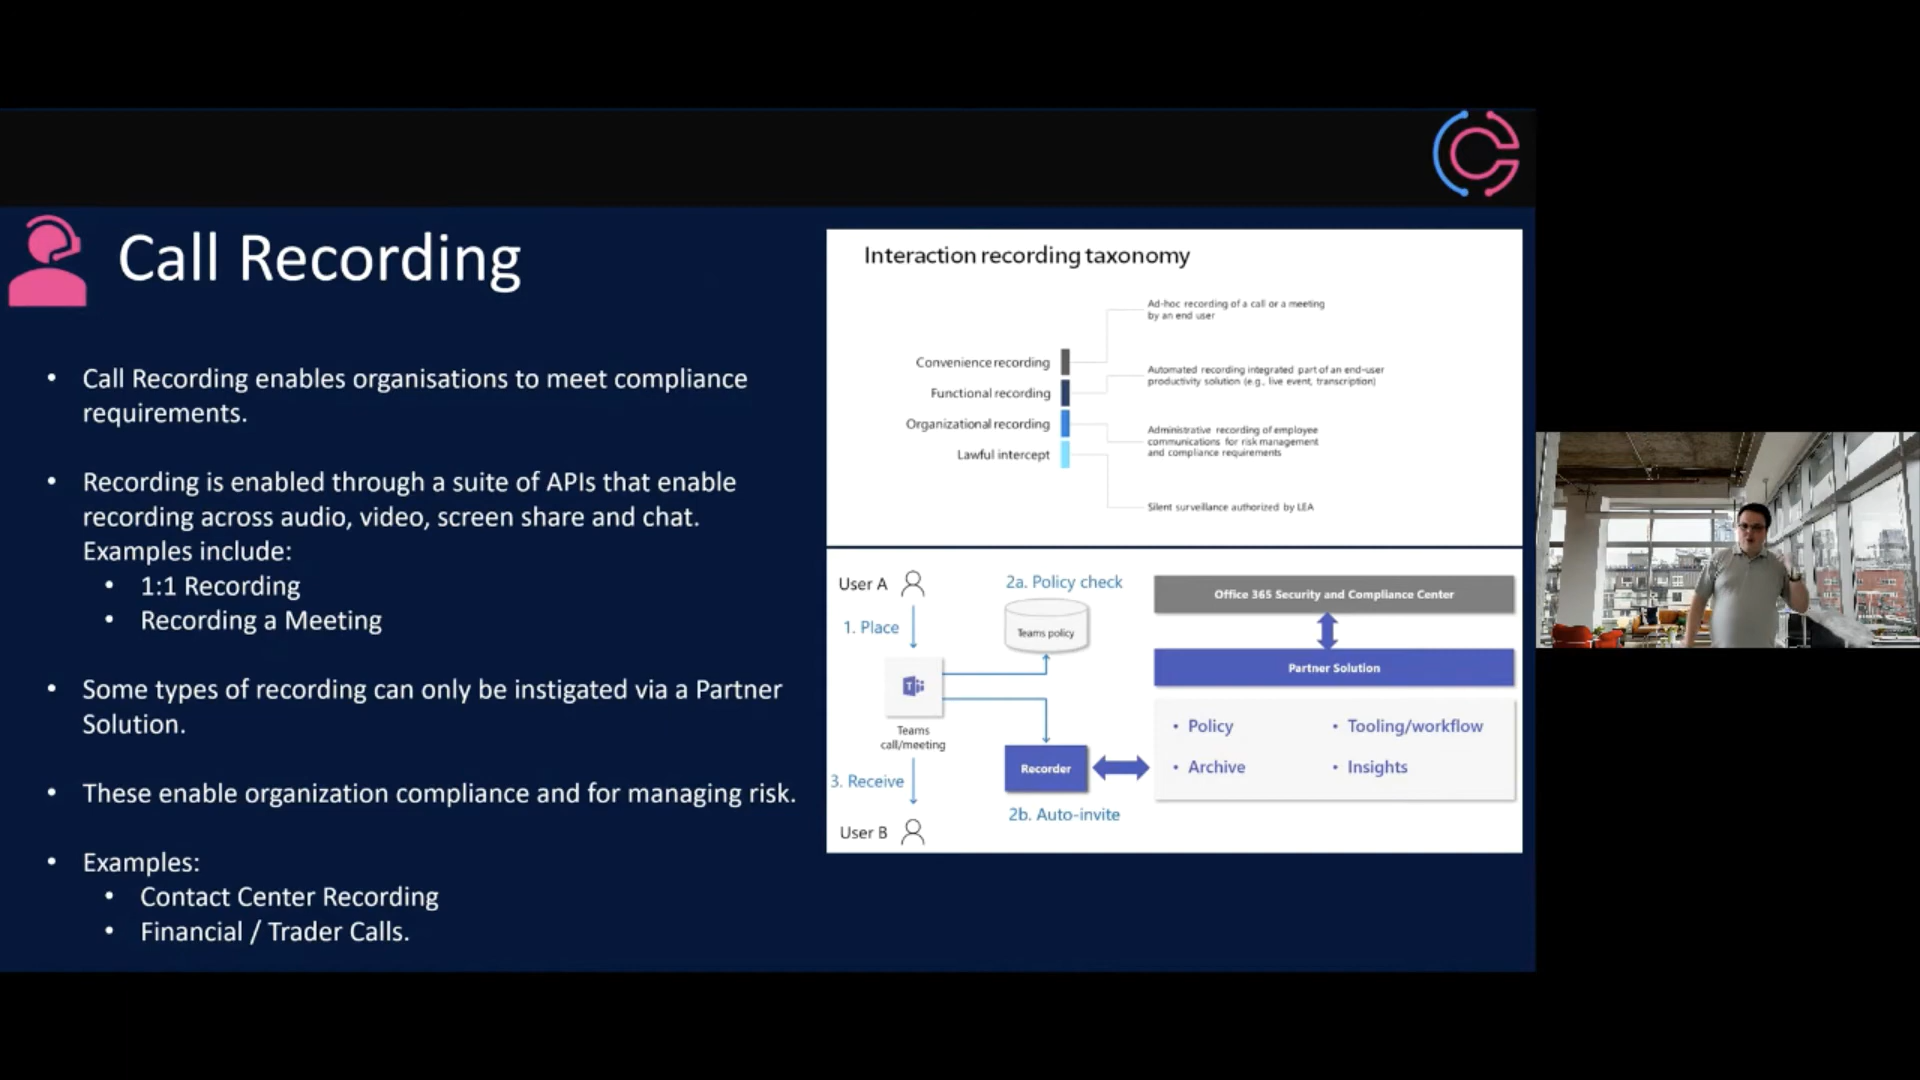 Call Recording
• Call Recording enables organisations to meet compliance
requirements.
• Recording is enabled through a suite of APIs that enable
recording across audio, video, screen share and chat.
Examples include:
• 1:1 Recording
• Recording a Meeting
• Some types of recording can only be instigated via a Partner
Solution.
• These enable organization compliance and for managing risk.
• Examples:
• Contact Center Recording
• Financial / Trader Calls.
Interaction recording taxonomy
Convenience recording
Functional recording
Organizational recording
Lawful intercept
Ad-hoc recording of a call or a meeting
by an end user
Automated recording integrated part of an end-user
productivity solution (e.g., live event, transcription)
Administrative recording of employee
communications for risk management
and compliance requirements
Silent surveillance authorized by LEA
User A
1. Place
Teams
call/meeting
3. Receive
User B
2a. Policy check
Teams policy
Recorder
2b. Auto-invite
Office 365 Security and Compliance Center
Partner Solution
• Policy
• Tooling/workflow
• Archive
• Insights